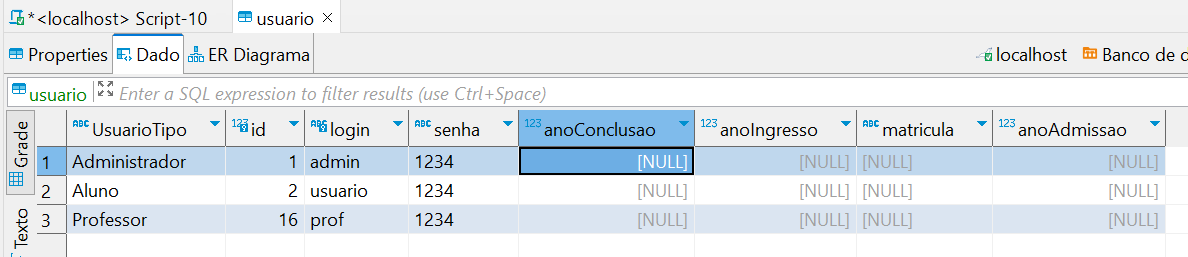 *<localhost> Script-10 usuario
Properties Dado ER Diagrama localhost Banco de d
usuario Enter a SQL expression to filter results (use Ctrl+Space)
Grade
Texto
ABC UsuarioTipo 123 id ABC login ABC senha 123 anoConclusao 123 anoIngresso ABC matricula 123 anoAdmissao
1 Administrador 1 admin 1234 [NULL] [NULL] [NULL] [NULL]
2 Aluno 2 usuario 1234 [NULL] [NULL] [NULL] [NULL]
3 Professor 16 prof 1234 [NULL] [NULL] [NULL] [NULL]